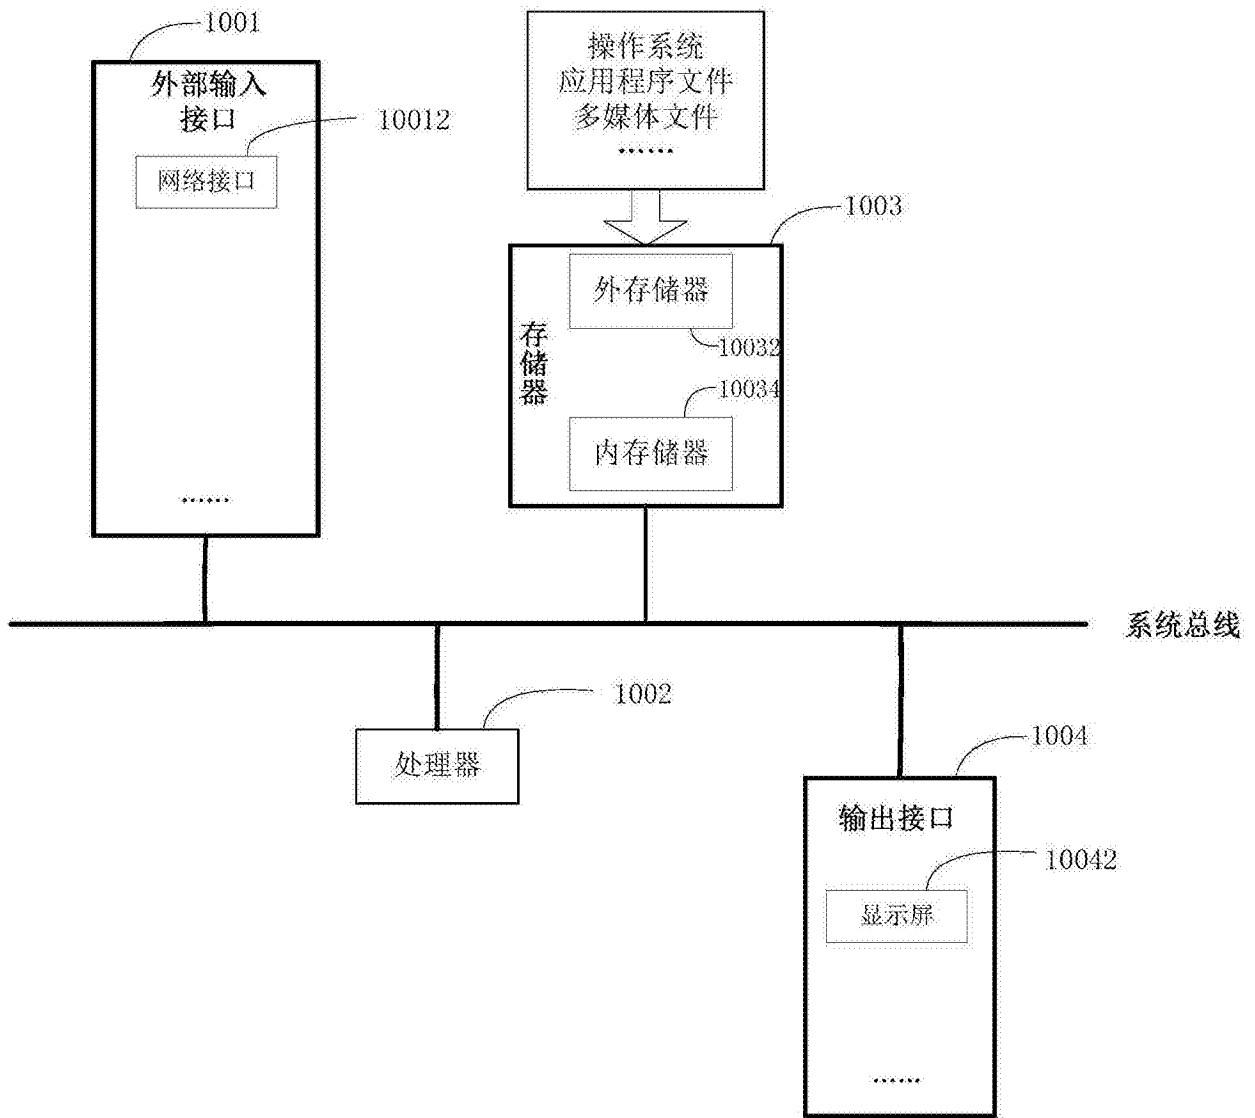 1001
外部输入
接口
10012
网络接口
......
操作系统
应用程序文件
多媒体文件
......
1003
外存储器
10032
存储器
10034
内存储器
系统总线
1002
处理器
1004
输出接口
10042
显示屏
......